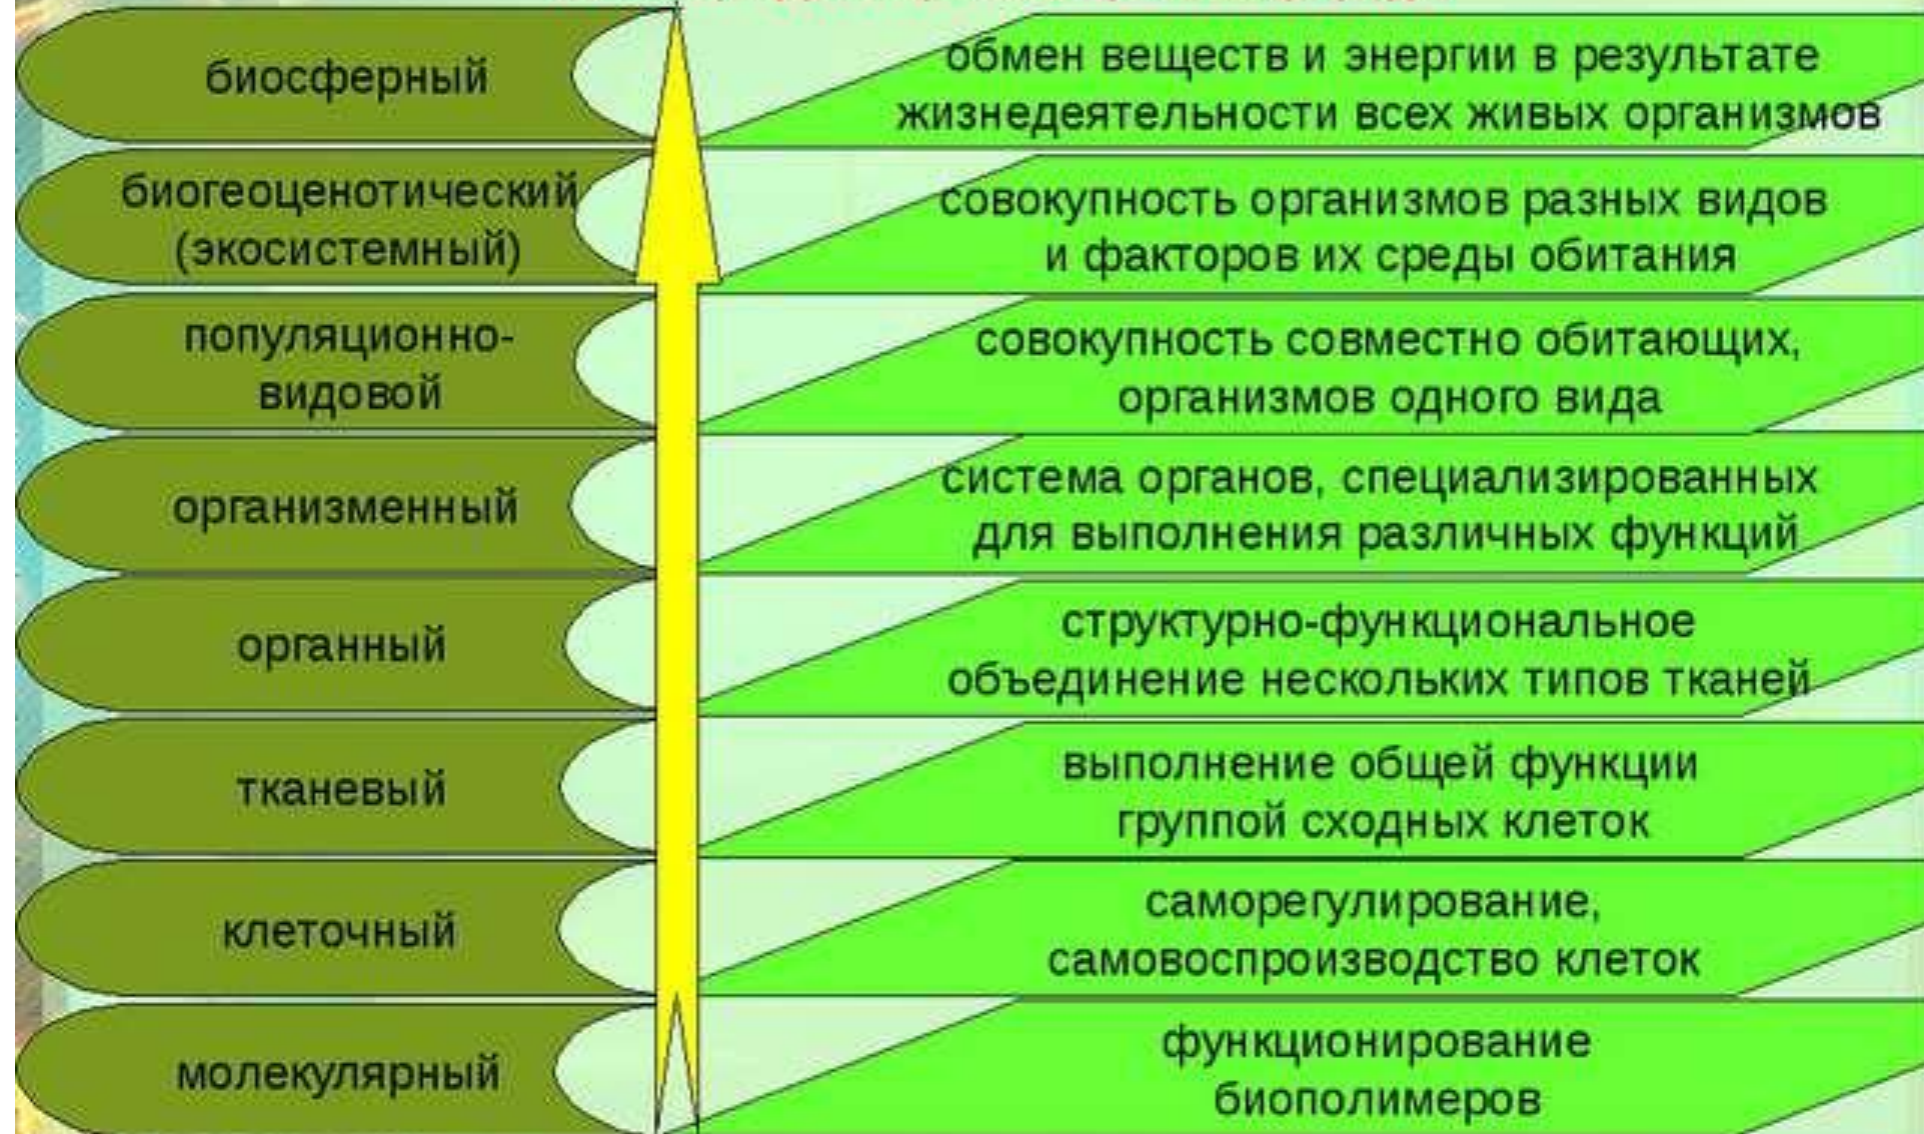 биосферный
обмен веществ и энергии в результате
жизнедеятельности всех живых организмов
биогеоценотический
(экосистемный)
совокупность организмов разных видов
и факторов их среды обитания
популяционно-
видовой
совокупность совместно обитающих,
организмов одного вида
организменный
система органов, специализированных
для выполнения различных функций
органный
структурно-функциональное
объединение нескольких типов тканей
тканевый
выполнение общей функции
группой сходных клеток
клеточный
саморегулирование,
самовоспроизводство клеток
молекулярный
функционирование
биополимеров